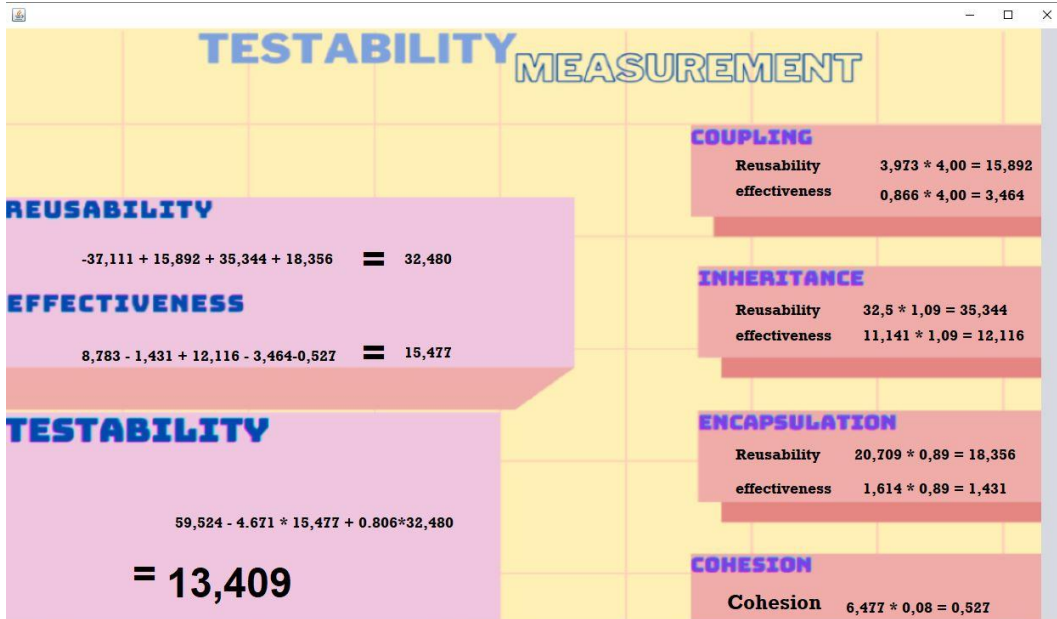 TESTABILITY MEASUREMENT
REUSABILITY
-37,111 + 15,892 + 35,344 + 18,356 = 32,480
EFFECTIVENESS
8,783 - 1,431 + 12,116 - 3,464-0,527 = 15,477
TESTABILITY
59,524 - 4.671 * 15,477 + 0.806*32,480
= 13,409
COUPLING
Reusability 3,973 * 4,00 = 15,892
effectiveness 0,866 * 4,00 = 3,464
INHERITANCE
Reusability 32,5 * 1,09 = 35,344
effectiveness 11,141 * 1,09 = 12,116
ENCAPSULATION
Reusability 20,709 * 0,89 = 18,356
effectiveness 1,614 * 0,89 = 1,431
COHESION
Cohesion 6,477 * 0,08 = 0,527